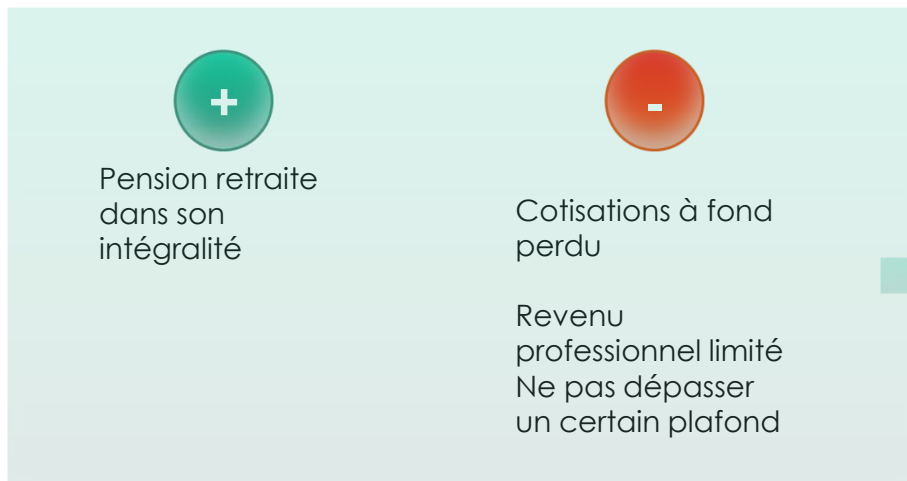 +
-
Pension retraite
dans son
intégralité
Cotisations à fond
perdu
Revenu
professionnel limité
Ne pas dépasser
un certain plafond